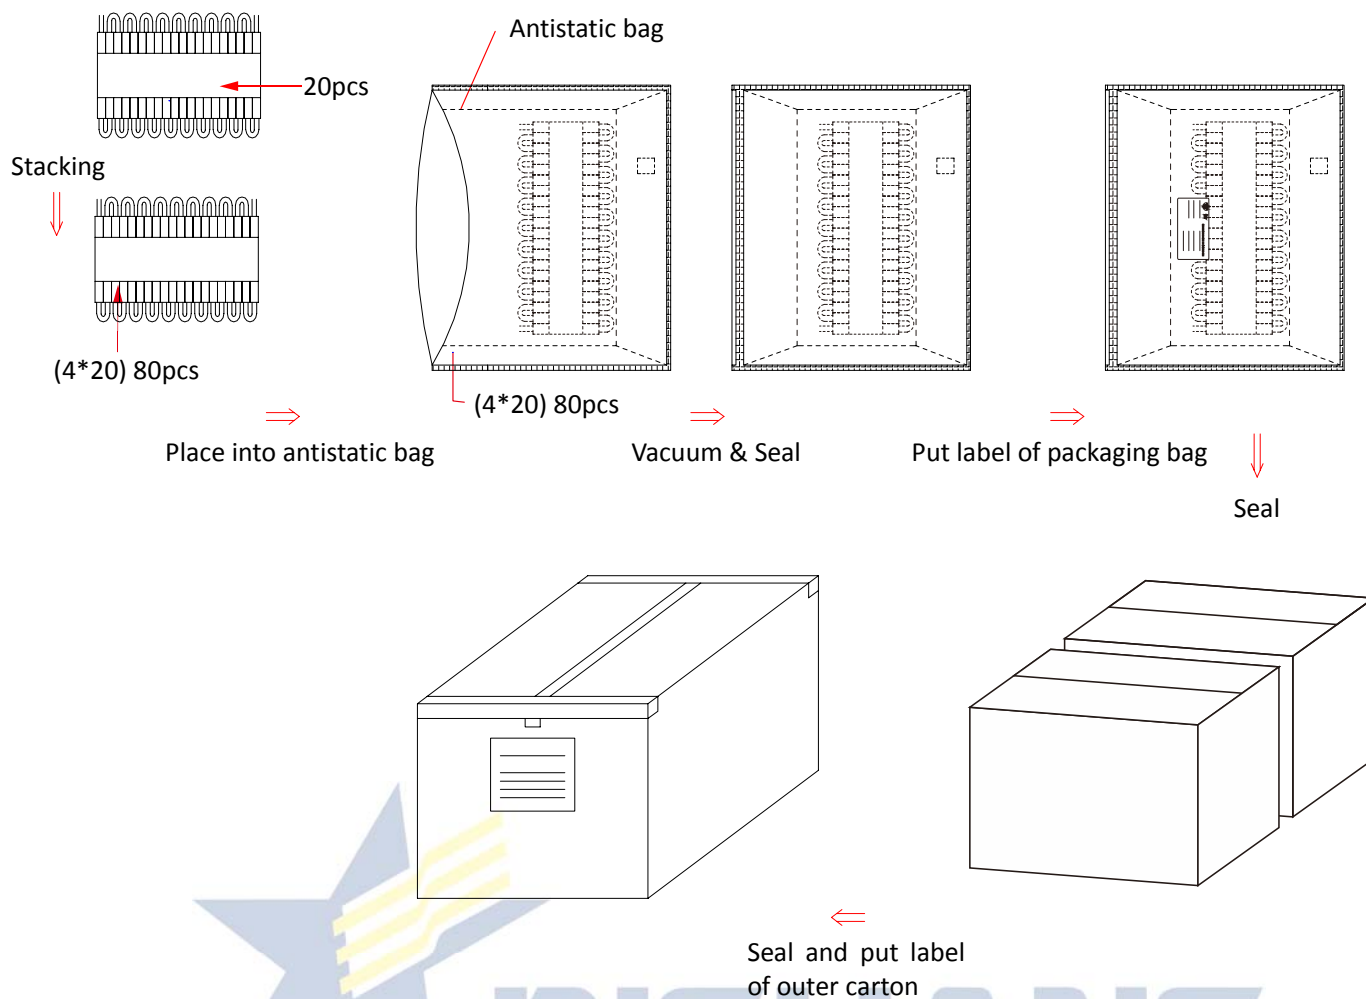 Antistatic bag
20pcs
Stacking
(4*20) 80pcs
(4*20) 80pcs
Place into antistatic bag
Vacuum & Seal
Put label of packaging bag
Seal
Seal and put label
of outer carton